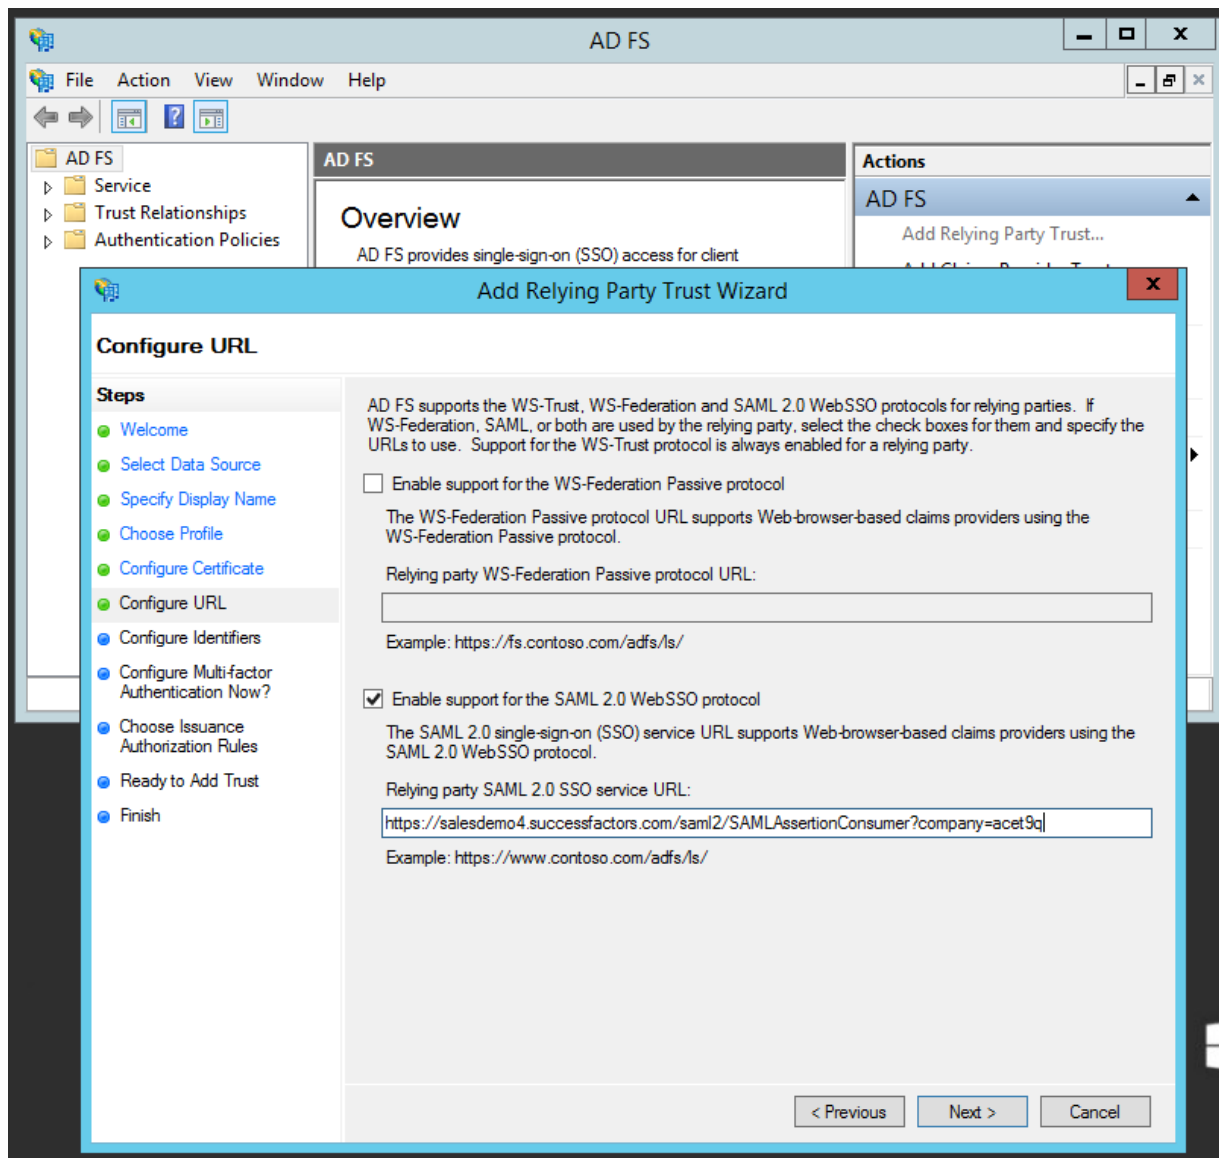 AD FS
File Action View Window Help
AD FS
Service
Trust Relationships
Authentication Policies
AD FS
Overview
AD FS provides single-sign-on (SSO) access for client
Actions
AD FS
Add Relying Party Trust...
Add Relying Party Trust Wizard
Configure URL
Steps
Welcome
Select Data Source
Specify Display Name
Choose Profile
Configure Certificate
Configure URL
Configure Identifiers
Configure Multi-factor
Authentication Now?
Choose Issuance
Authorization Rules
Ready to Add Trust
Finish
AD FS supports the WS-Trust, WS-Federation and SAML 2.0 WebSSO protocols for relying parties. If
WS-Federation, SAML, or both are used by the relying party, select the check boxes for them and specify the
URLs to use. Support for the WS-Trust protocol is always enabled for a relying party.
Enable support for the WS-Federation Passive protocol
The WS-Federation Passive protocol URL supports Web-browser-based claims providers using the
WS-Federation Passive protocol.
Relying party WS-Federation Passive protocol URL:
Example: https://fs.contoso.com/adfs/ls/
Enable support for the SAML 2.0 WebSSO protocol
The SAML 2.0 single-sign-on (SSO) service URL supports Web-browser-based claims providers using the
SAML 2.0 WebSSO protocol.
Relying party SAML 2.0 SSO service URL:
https://salesdemo4.successfactors.com/saml2/SAMLAssertionConsumer?company=acet9q
Example: https://www.contoso.com/adfs/ls/
< Previous
Next >
Cancel